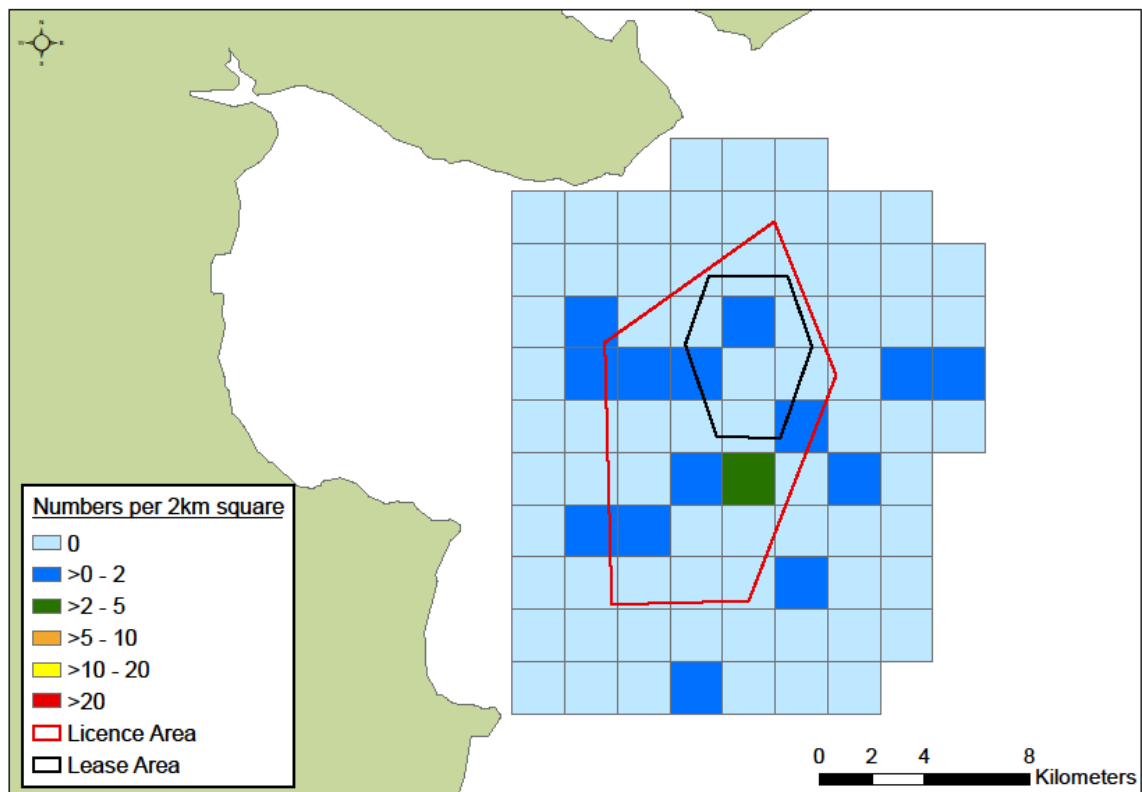 N
S
Numbers per 2km square
0
>0 - 2
>2 - 5
>5 - 10
>10 - 20
>20
Licence Area
Lease Area
0 2 4 8
Kilometers